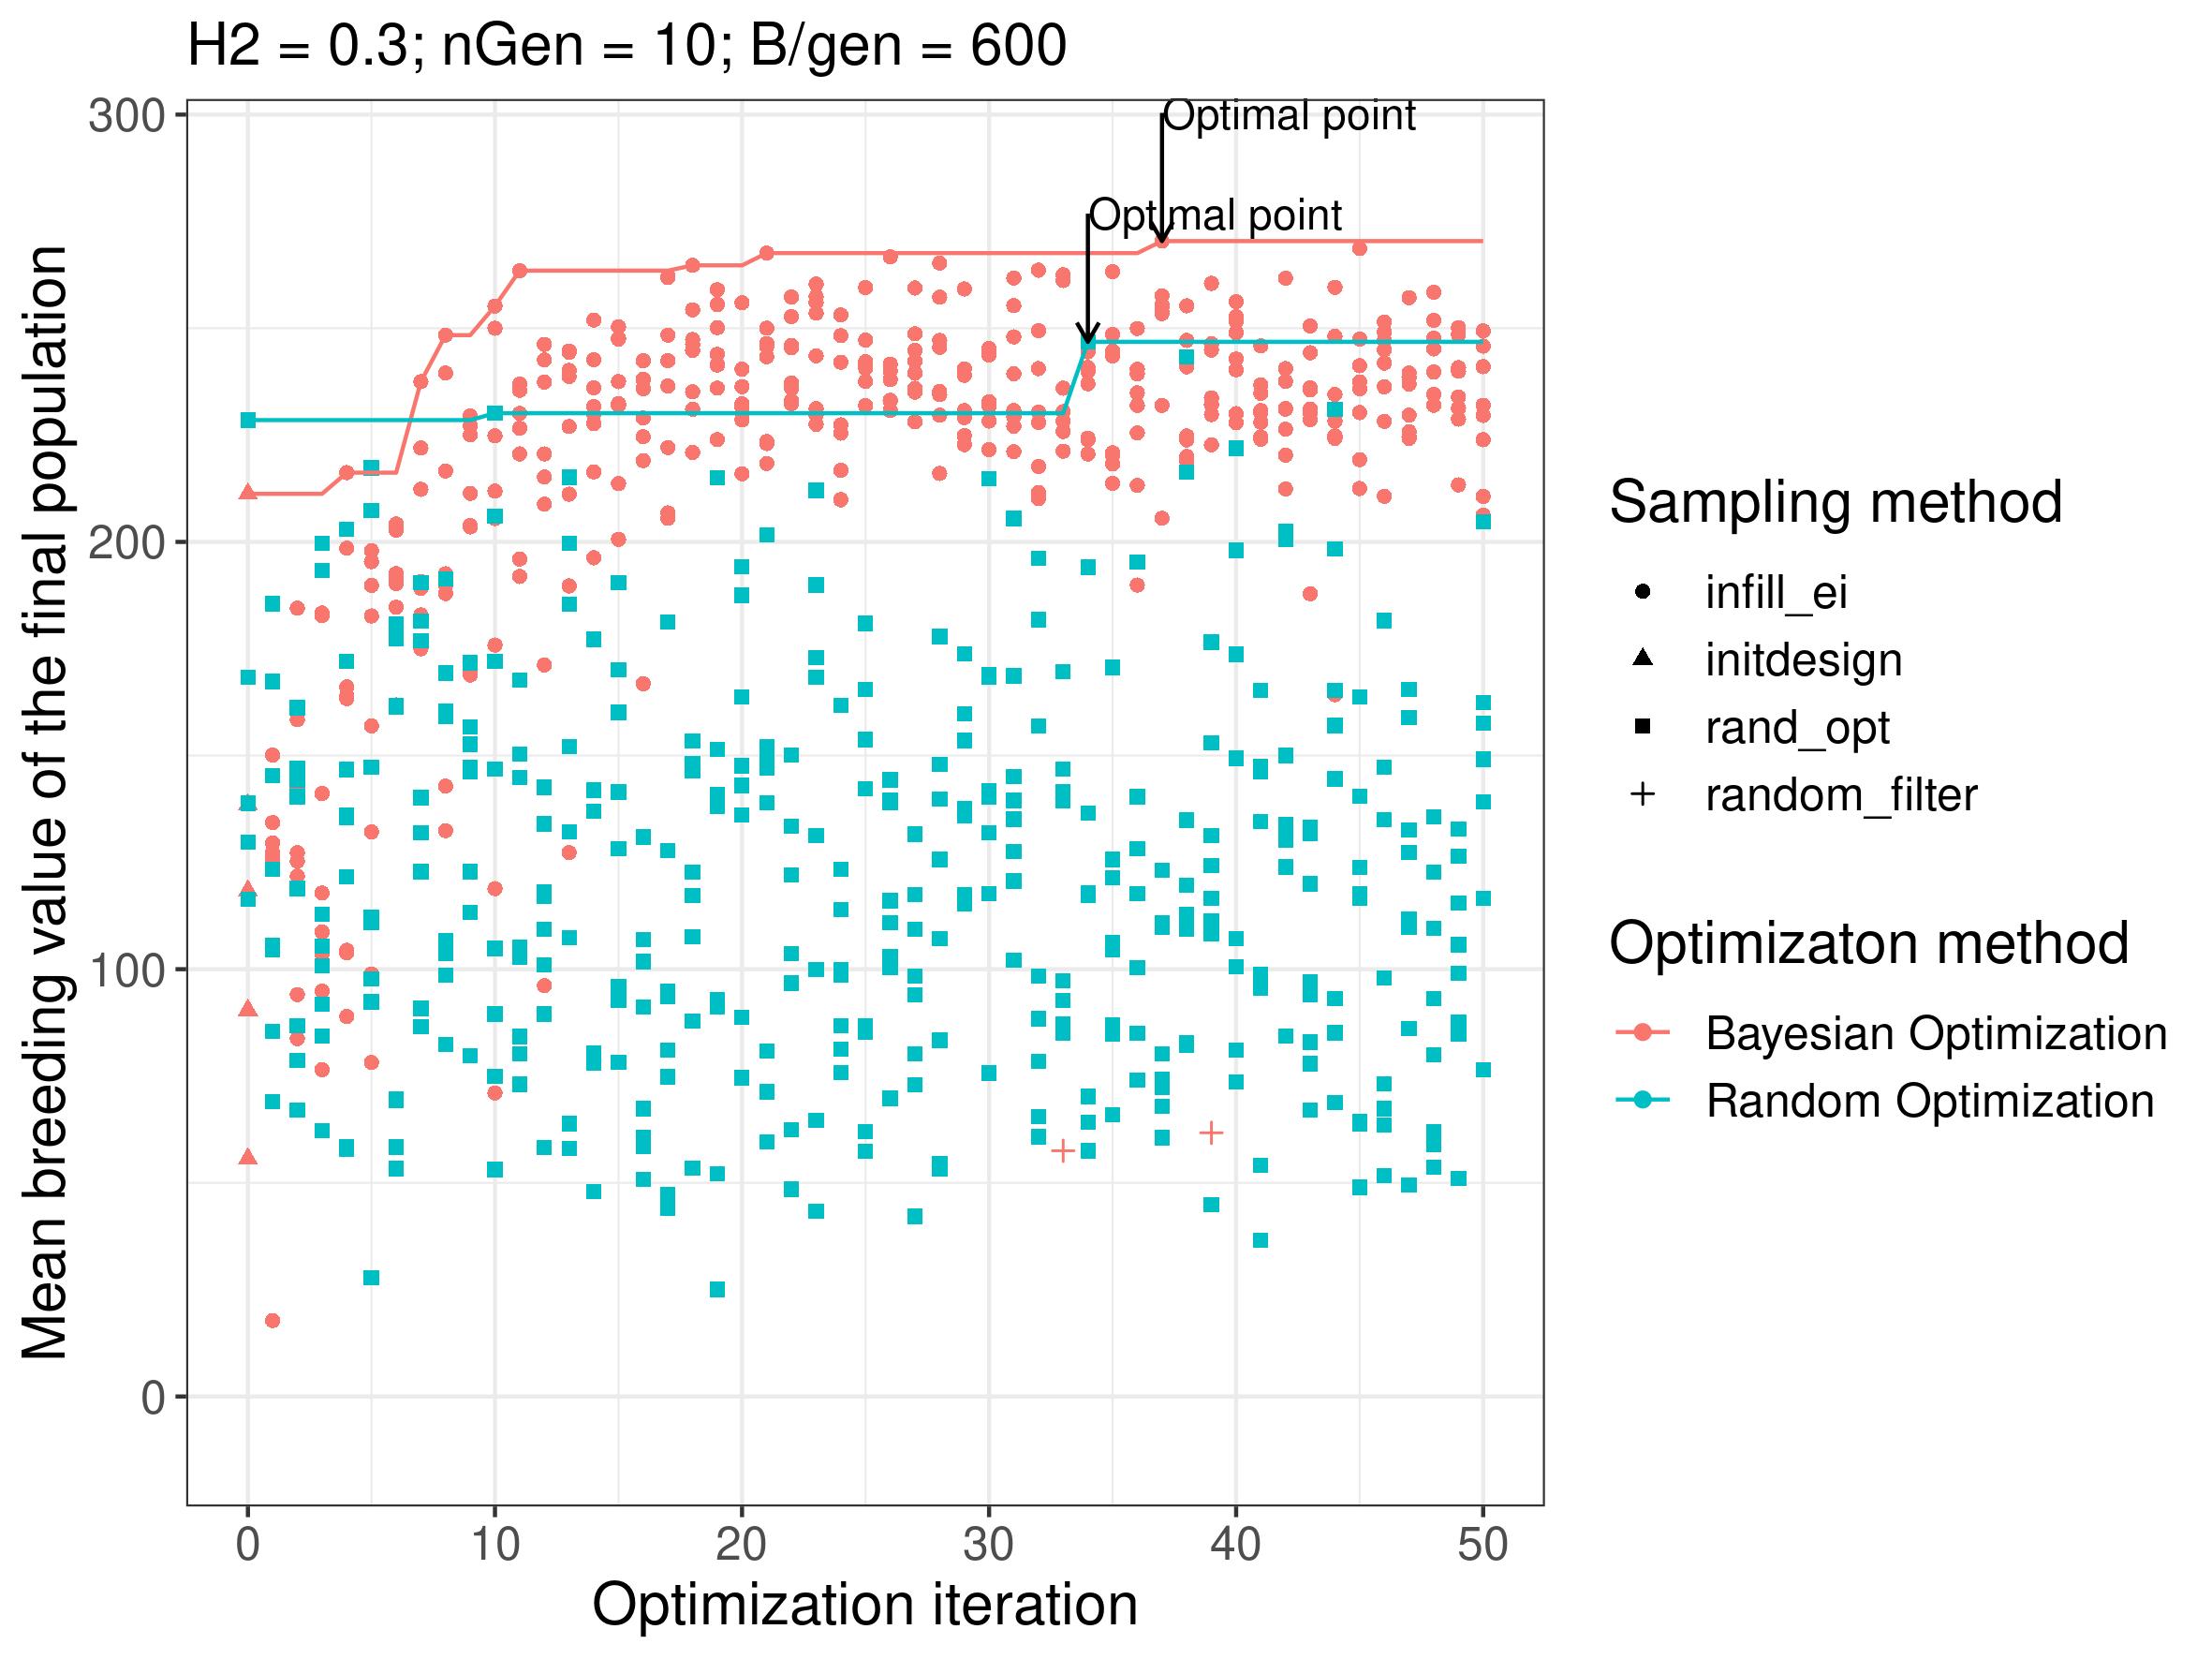 H2 = 0.3; nGen = 10; B/gen = 600
Mean breeding value of the final population
300
200
100
0
Optimal point
Optimal point
0 10 20 30 40 50
Optimization iteration
Sampling method
infill_ei
initdesign
rand_opt
random_filter
Optimizaton method
Bayesian Optimization
Random Optimization